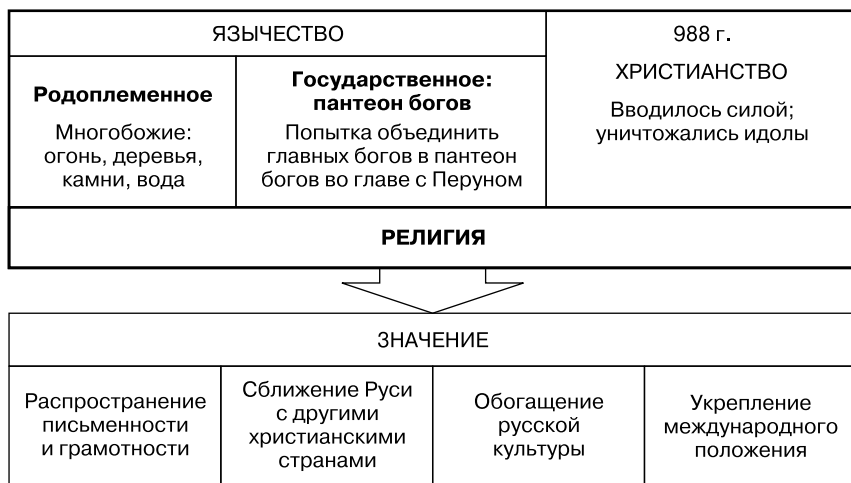 ЯЗЫЧЕСТВО
Родоплеменное
Многобожие:
огонь, деревья,
камни, вода
Государственное:
пантеон богов
Попытка объединить
главных богов в пантеон
богов во главе с Перуном
988 г.
ХРИСТИАНСТВО
Вводилось силой;
уничтожались идолы
РЕЛИГИЯ
ЗНАЧЕНИЕ
Распространение
письменности
и грамотности
Сближение Руси
с другими
христианскими
странами
Обогащение
русской
культуры
Укрепление
международного
положения